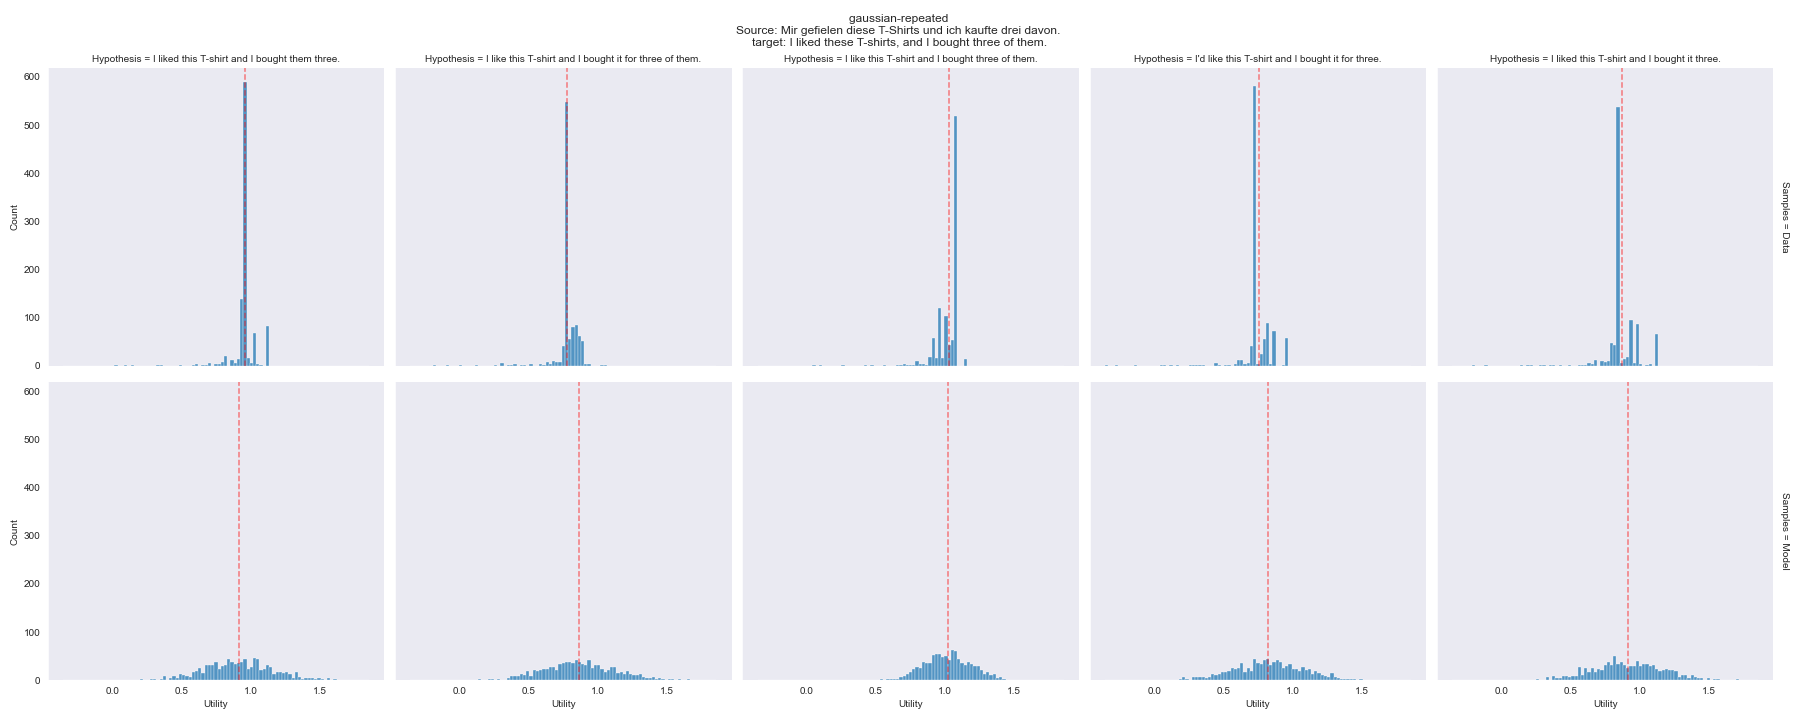 gaussian-repeated
Source: Mir gefielen diese T-Shirts und ich kaufte drei davon.
target: I liked these T-shirts, and I bought three of them.
Hypothesis = I liked this T-shirt and I bought them three.
Hypothesis = I like this T-shirt and I bought it for three of them.
Hypothesis = I like this T-shirt and I bought three of them.
Hypothesis = I'd like this T-shirt and I bought it for three.
Hypothesis = I liked this T-shirt and I bought it three.
600
500
400
300
200
100
0
Count
Samples = Data
600
500
400
300
200
100
0
Count
Samples = Model
0.0 0.5 1.0 1.5
0.0 0.5 1.0 1.5
0.0 0.5 1.0 1.5
0.0 0.5 1.0 1.5
0.0 0.5 1.0 1.5
Utility
Utility
Utility
Utility
Utility